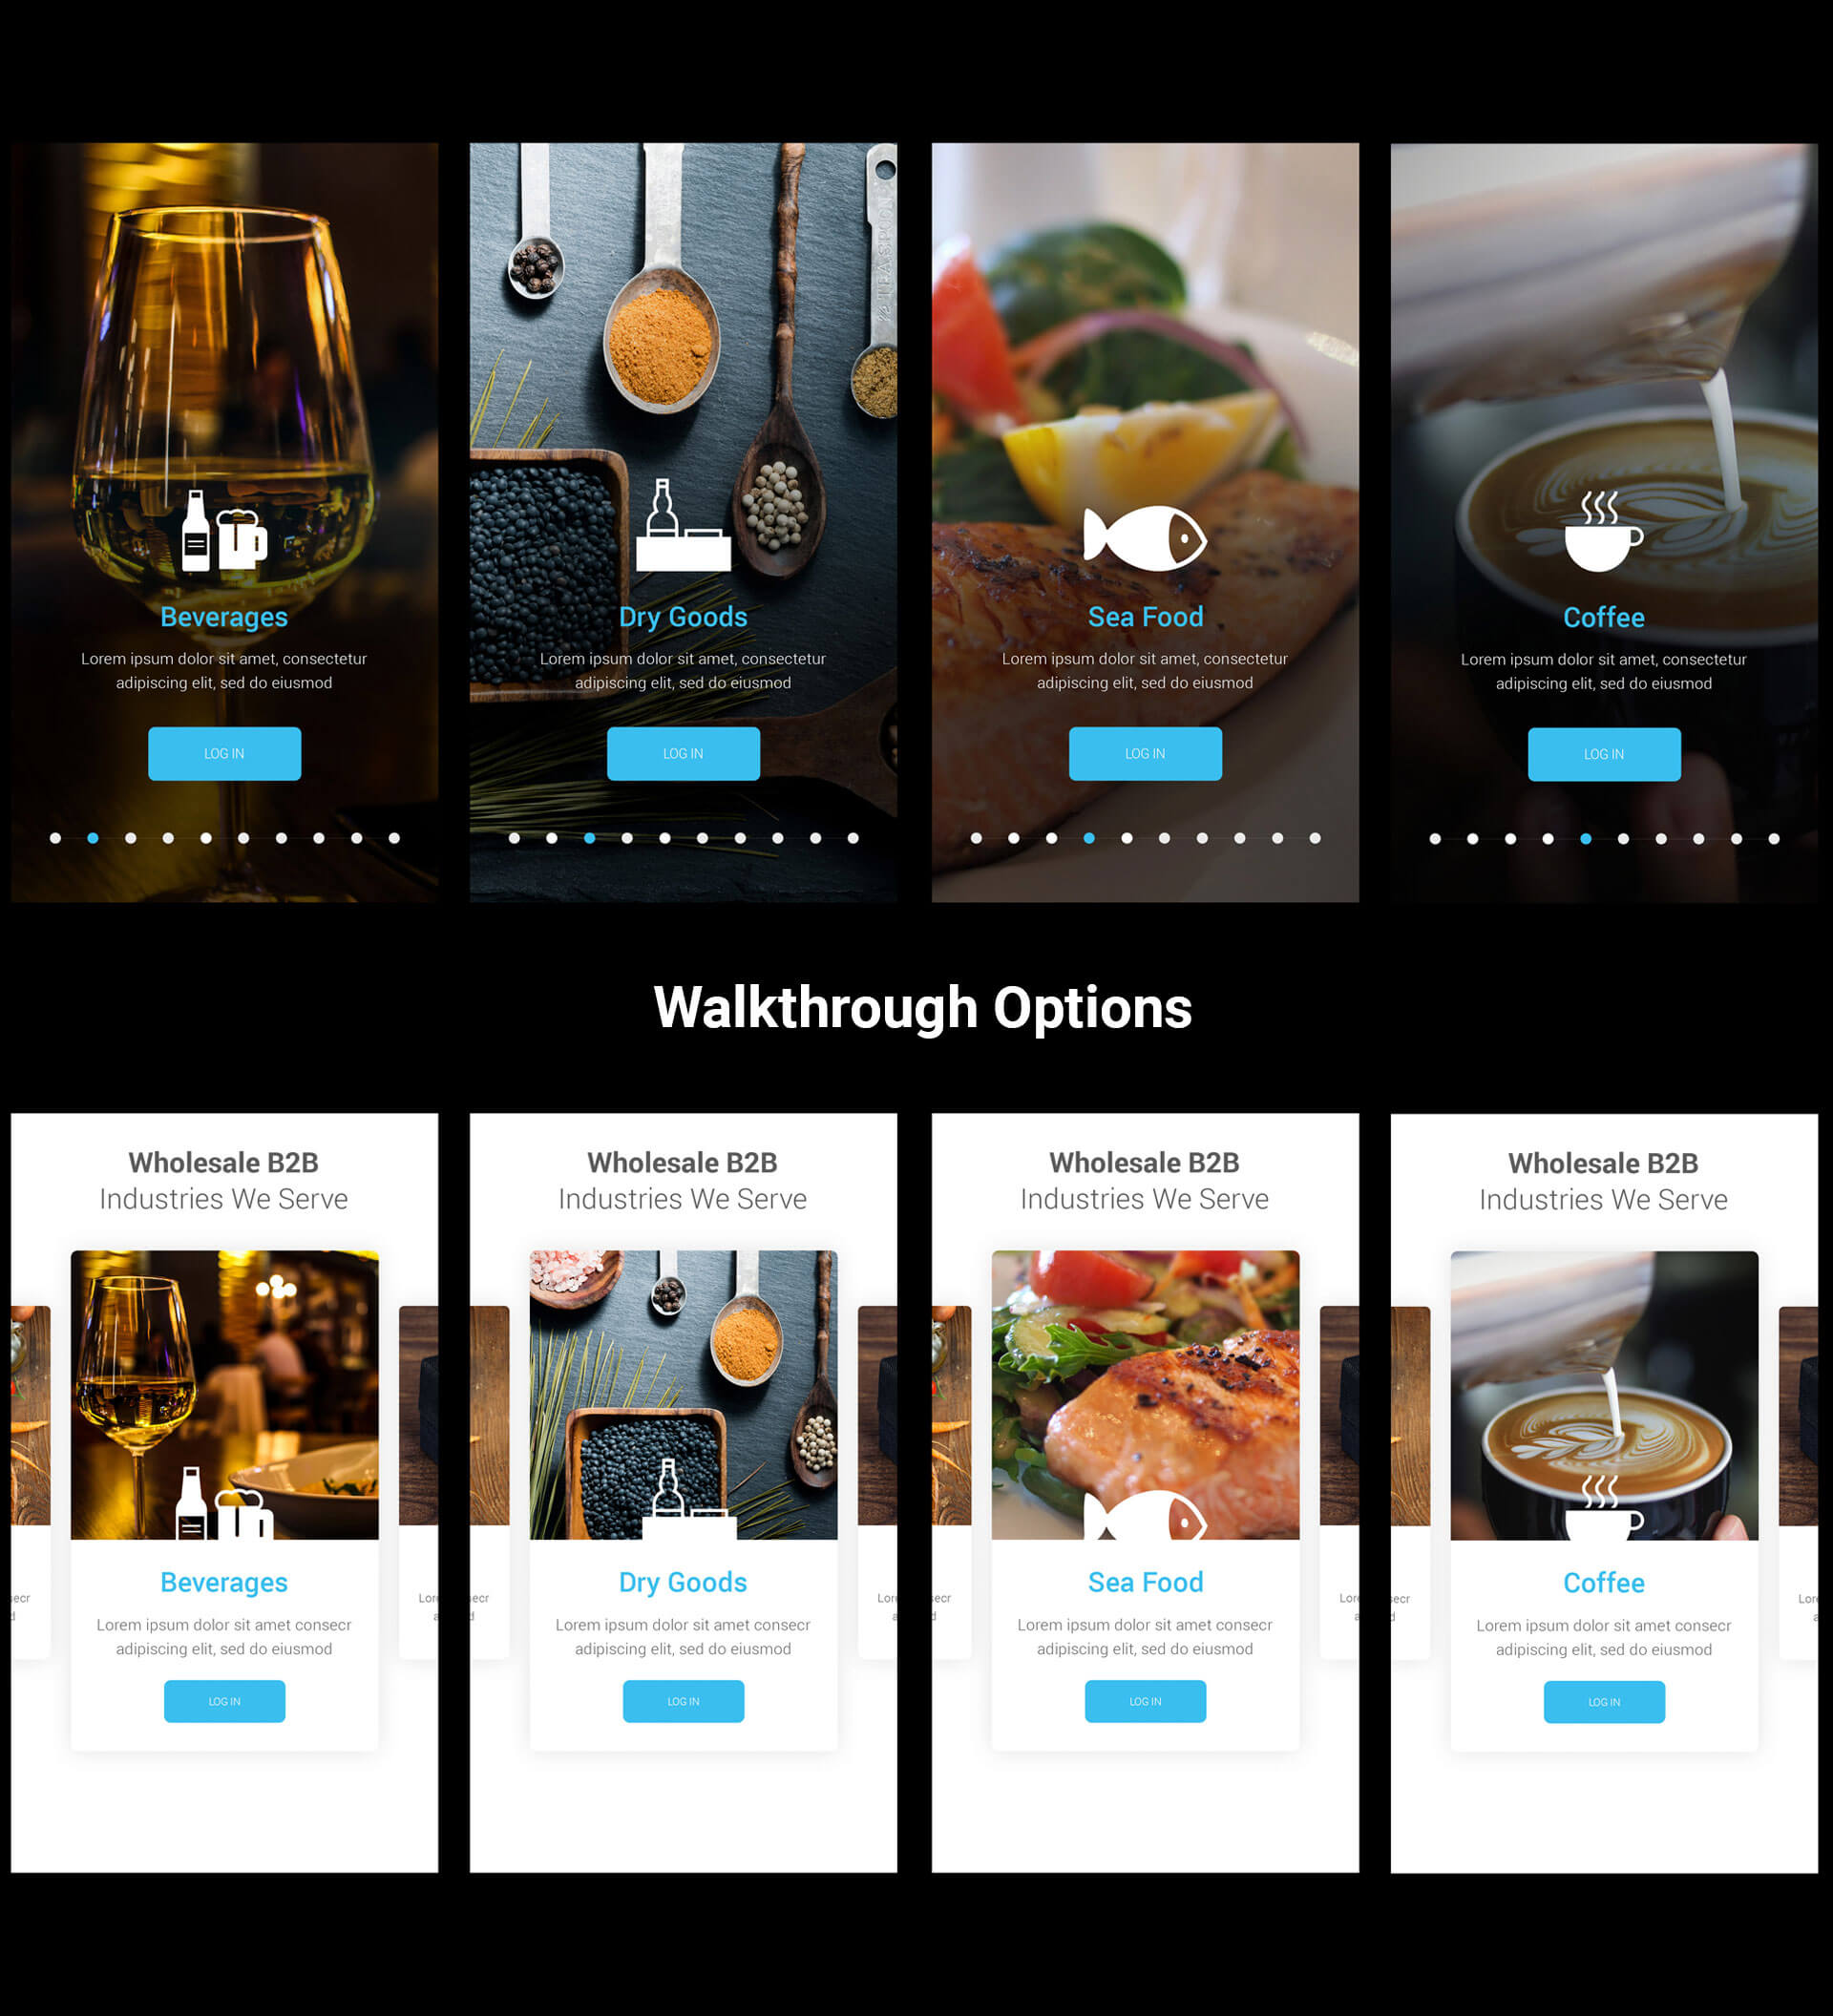 Beverages
Lorem ipsum dolor sit amet, consectetur
adipiscing elit, sed do eiusmod
LOG IN
Dry Goods
Lorem ipsum dolor sit amet, consectetur
adipiscing elit, sed do eiusmod
LOG IN
Sea Food
Lorem ipsum dolor sit amet, consectetur
adipiscing elit, sed do eiusmod
LOG IN
Coffee
Lorem ipsum dolor sit amet, consectetur
adipiscing elit, sed do eiusmod
LOG IN
Walkthrough Options
Wholesale B2B
Industries We Serve
Beverages
Lorem ipsum dolor sit amet consecr
adipiscing elit, sed do eiusmod
LOG IN
Wholesale B2B
Industries We Serve
Dry Goods
Lorem ipsum dolor sit amet consecr
adipiscing elit, sed do eiusmod
LOG IN
Wholesale B2B
Industries We Serve
Sea Food
Lorem ipsum dolor sit amet consecr
adipiscing elit, sed do eiusmod
LOG IN
Wholesale B2B
Industries We Serve
Coffee
Lorem ipsum dolor sit amet consecr
adipiscing elit, sed do eiusmod
LOG IN